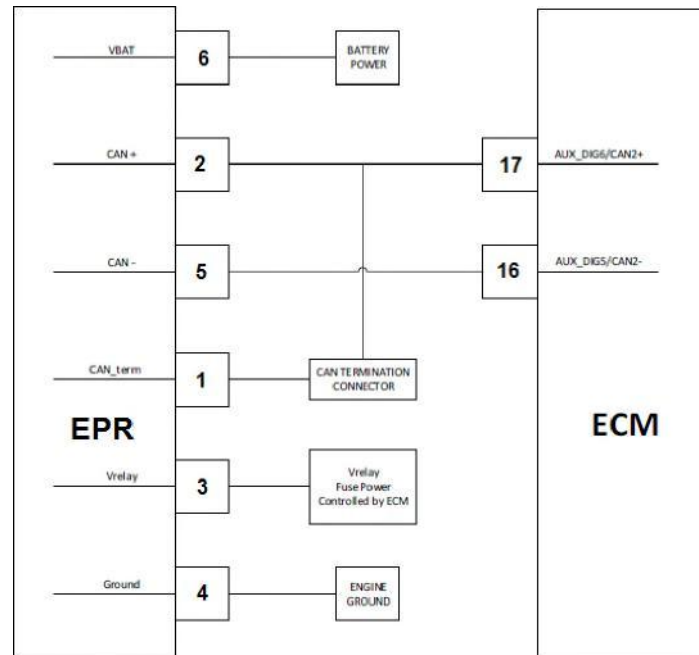 VBAT
6
BATTERY
POWER
CAN +
2
17
AUX_DIG6/CAN2+
CAN -
5
16
AUX_DIG5/CAN2-
CAN_term
1
CAN TERMINATION
CONNECTOR
EPR
ECM
Vrelay
3
Vrelay
Fuse Power
Controlled by ECM
Ground
4
ENGINE
GROUND